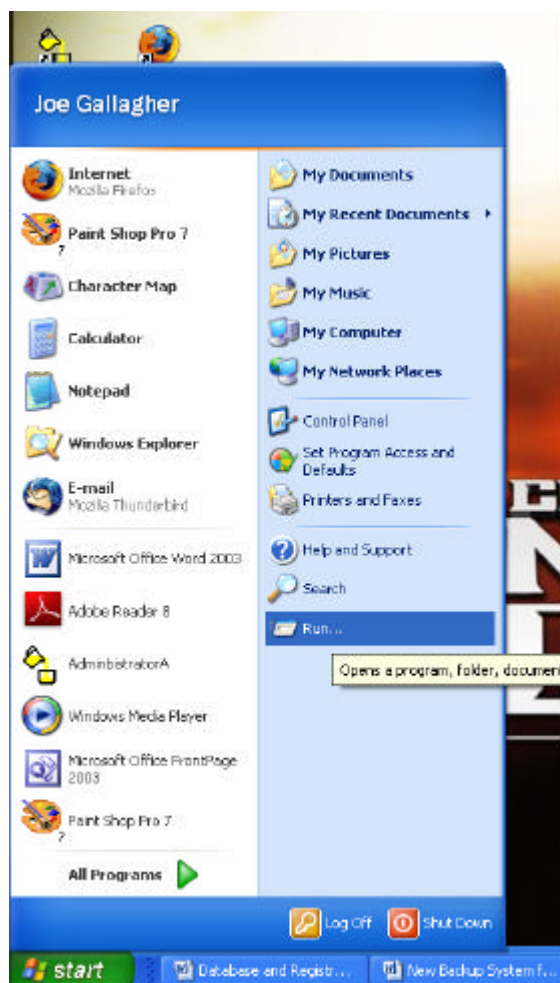 Joe Gallagher
Internet
Mozilla Firefox
Paint Shop Pro 7
7
Character Map
Calculator
Notepad
Windows Explorer
E-mail
Mozilla Thunderbird
Microsoft Office Word 2003
Adobe Reader 8
AdministratorA
Windows Media Player
Microsoft Office FrontPage
2003
Paint Shop Pro 7
7
All Programs
My Documents
My Recent Documents
My Pictures
My Music
My Computer
My Network Places
Control Panel
Set Program Access and
Defaults
Printers and Faxes
Help and Support
Search
Run...
Opens a program, folder, document
Log Off
Shut Down
start
Database and Registr...
New Backup System f...